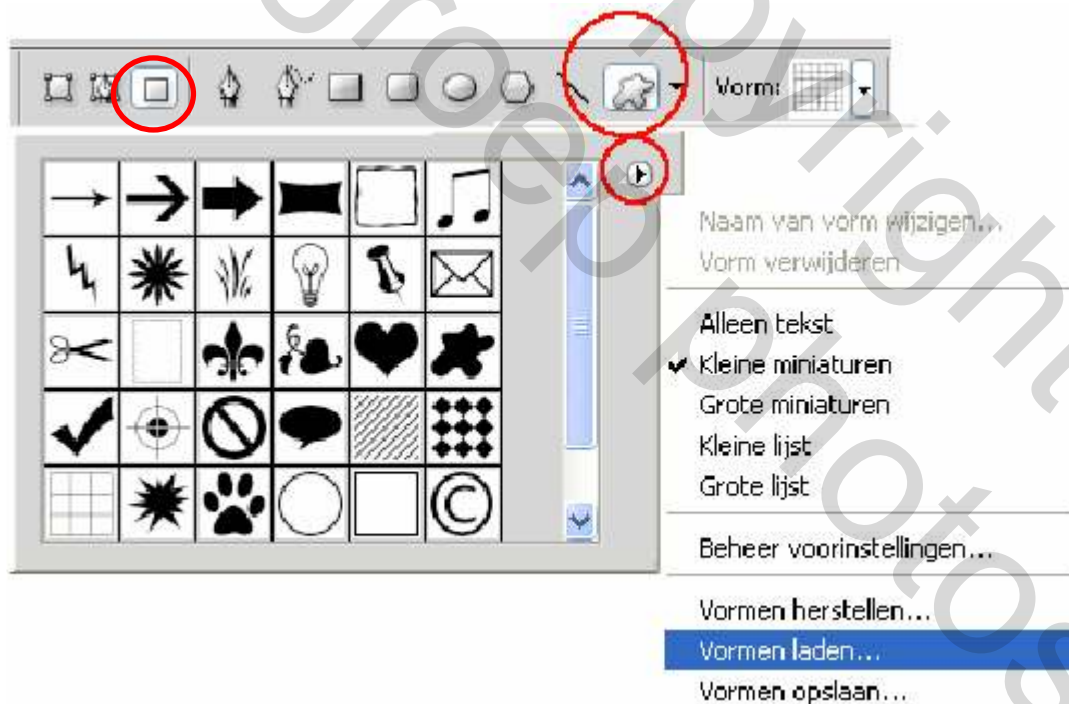 Vorm:
Naam van vorm wijzigen...
Vorm verwijderen
Alleen tekst
Kleine miniaturen
Grote miniaturen
Kleine lijst
Grote lijst
Beheer voorinstellingen...
Vormen herstellen...
Vormen laden...
Vormen opslaan...